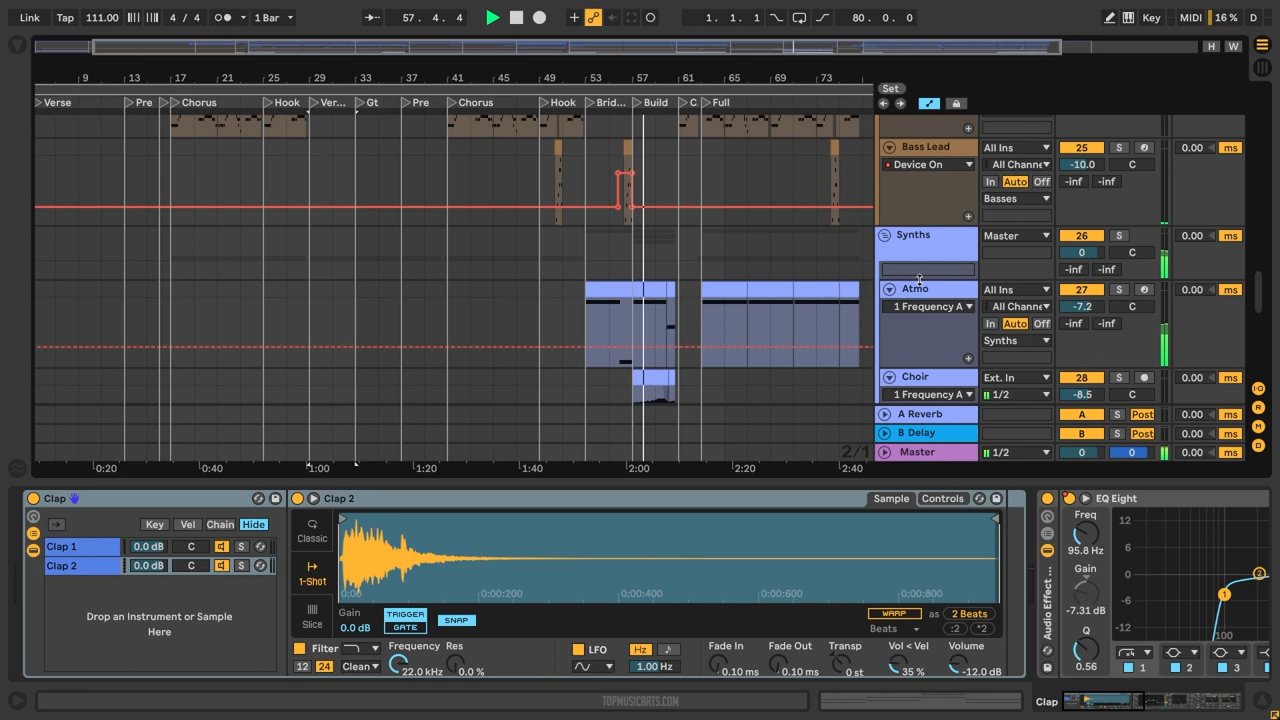 Link Tap 111.00 4 / 4 1 Bar 57. 4. 4 1. 1. 1 80. 0. 0 Key MIDI 16 % D
H W
9 13 17 21 25 29 33 37 41 45 49 53 57 61 65 69 73 Set
Verse Pre Chorus Hook Ver... Gt Pre Chorus Hook Brid... Build C Full
Bass Lead All Ins 25 S 0.00 ms
Device On All Channe -10.0 C
In Auto Off -inf -inf
Basses
Synths Master 26 S 0.00 ms
0 C
-inf -inf
Atmo All Ins 27 S 0.00 ms
1 Frequency A All Channe -7.2 C
In Auto Off -inf -inf
Synths
Choir Ext. In 28 S 0.00 ms
1 Frequency A 1/2 -8.5 C
A Reverb A S Post
B Delay B S Post
2/1 Master 1/2 0 0
0:20 0:40 1:00 1:20 1:40 2:00 2:20 2:40
O
R
M
D
Clap
Key Vel Chain Hide
Clap 1 0.0 dB C S
Clap 2 0.0 dB C S
Drop an Instrument or Sample
Here
Clap 2 Sample Controls
Classic
1-Shot
Slice
0:00 0:00:200 0:00:400 0:00:600 0:00:800
Gain TRIGGER SNAP WARP as 2 Beats
0.0 dB GATE Beats :2 *2
Filter Frequency Res LFO Hz Fade In Fade Out Transp Vol < Vel Volume
12 24 Clean 22.0 kHz 0.0 % 1.00 Hz 0.10 ms 0.10 ms 0 st 35 % -12.0 dB
Audio Effect ...
EQ Eight
Freq
95.8 Hz
Gain
-7.31 dB
Q
0.56
12
6
0
-6
-12
1 2
100
1 2 3
TOPMUSICARTS.COM
Clap